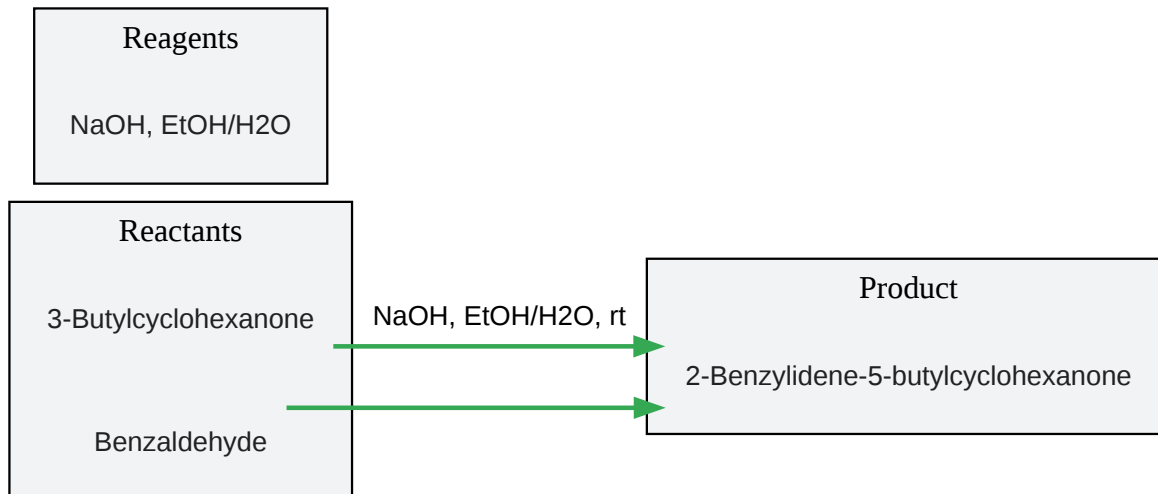 Reagents
NaOH, EtOH/H2O
Reactants
3-Butylcyclohexanone
Benzaldehyde
NaOH, EtOH/H2O, rt
Product
2-Benzylidene-5-butylcyclohexanone